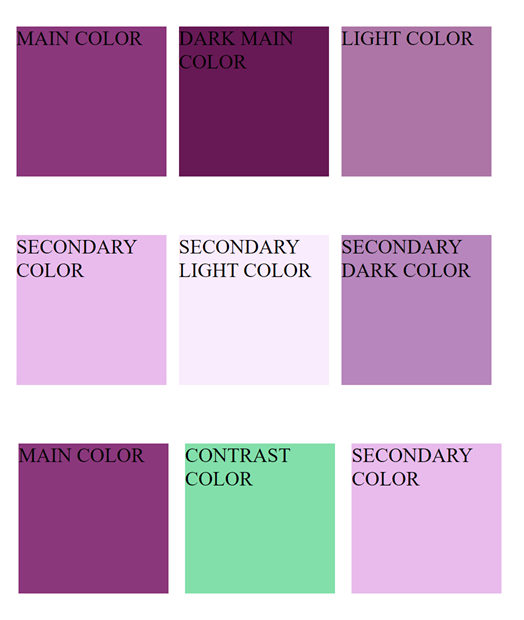 MAIN COLOR
DARK MAIN
COLOR
LIGHT COLOR
SECONDARY
COLOR
SECONDARY
LIGHT COLOR
SECONDARY
DARK COLOR
MAIN COLOR
CONTRAST
COLOR
SECONDARY
COLOR